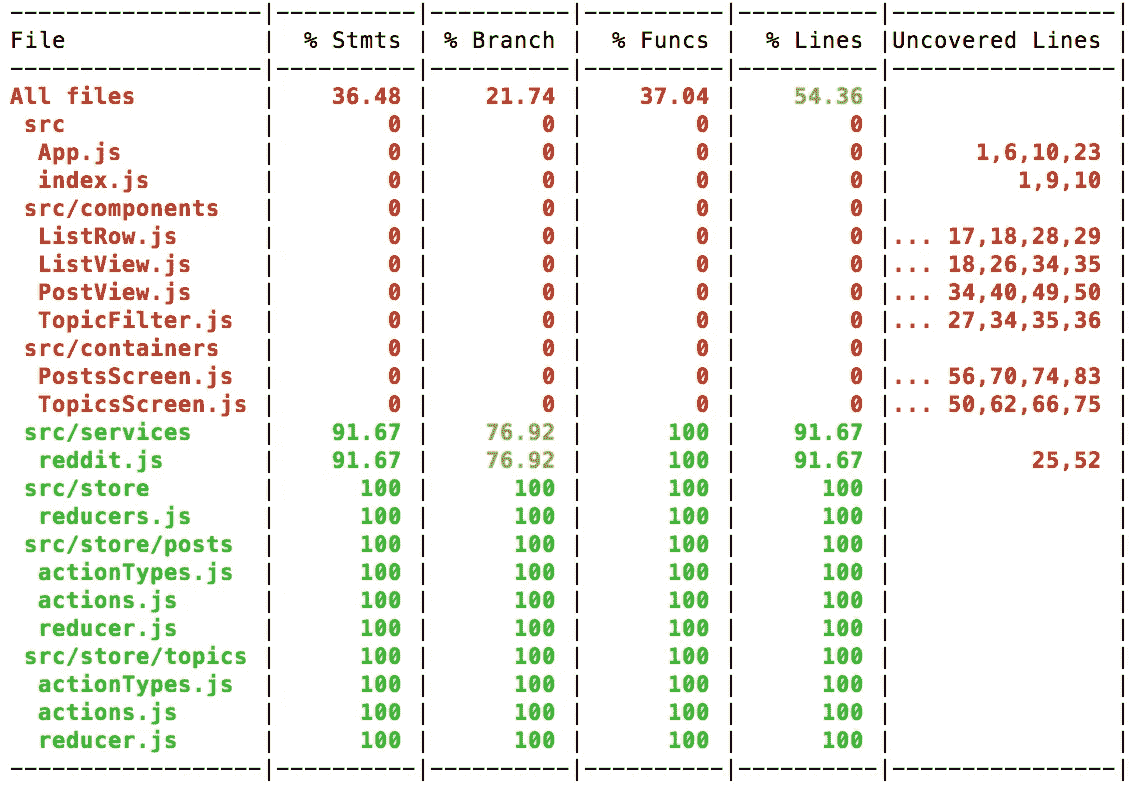 File | % Stmts | % Branch | % Funcs | % Lines |Uncovered Lines |
All files | 36.48 | 21.74 | 37.04 | 54.36 | |
src | 0 | 0 | 0 | 0 | |
App.js | 0 | 0 | 0 | 0 | 1,6,10,23 |
index.js | 0 | 0 | 0 | 0 | 1,9,10 |
src/components | 0 | 0 | 0 | 0 | |
ListRow.js | 0 | 0 | 0 | 0 |... 17,18,28,29 |
ListView.js | 0 | 0 | 0 | 0 |... 18,26,34,35 |
PostView.js | 0 | 0 | 0 | 0 |... 34,40,49,50 |
TopicFilter.js | 0 | 0 | 0 | 0 |... 27,34,35,36 |
src/containers | 0 | 0 | 0 | 0 | |
PostsScreen.js | 0 | 0 | 0 | 0 |... 56,70,74,83 |
TopicsScreen.js | 0 | 0 | 0 | 0 |... 50,62,66,75 |
src/services | 91.67 | 76.92 | 100 | 91.67 | |
reddit.js | 91.67 | 76.92 | 100 | 91.67 | 25,52 |
src/store | 100 | 100 | 100 | 100 | |
reducers.js | 100 | 100 | 100 | 100 | |
src/store/posts | 100 | 100 | 100 | 100 | |
actionTypes.js | 100 | 100 | 100 | 100 | |
actions.js | 100 | 100 | 100 | 100 | |
reducer.js | 100 | 100 | 100 | 100 | |
src/store/topics | 100 | 100 | 100 | 100 | |
actionTypes.js | 100 | 100 | 100 | 100 | |
actions.js | 100 | 100 | 100 | 100 | |
reducer.js | 100 | 100 | 100 | 100 | |